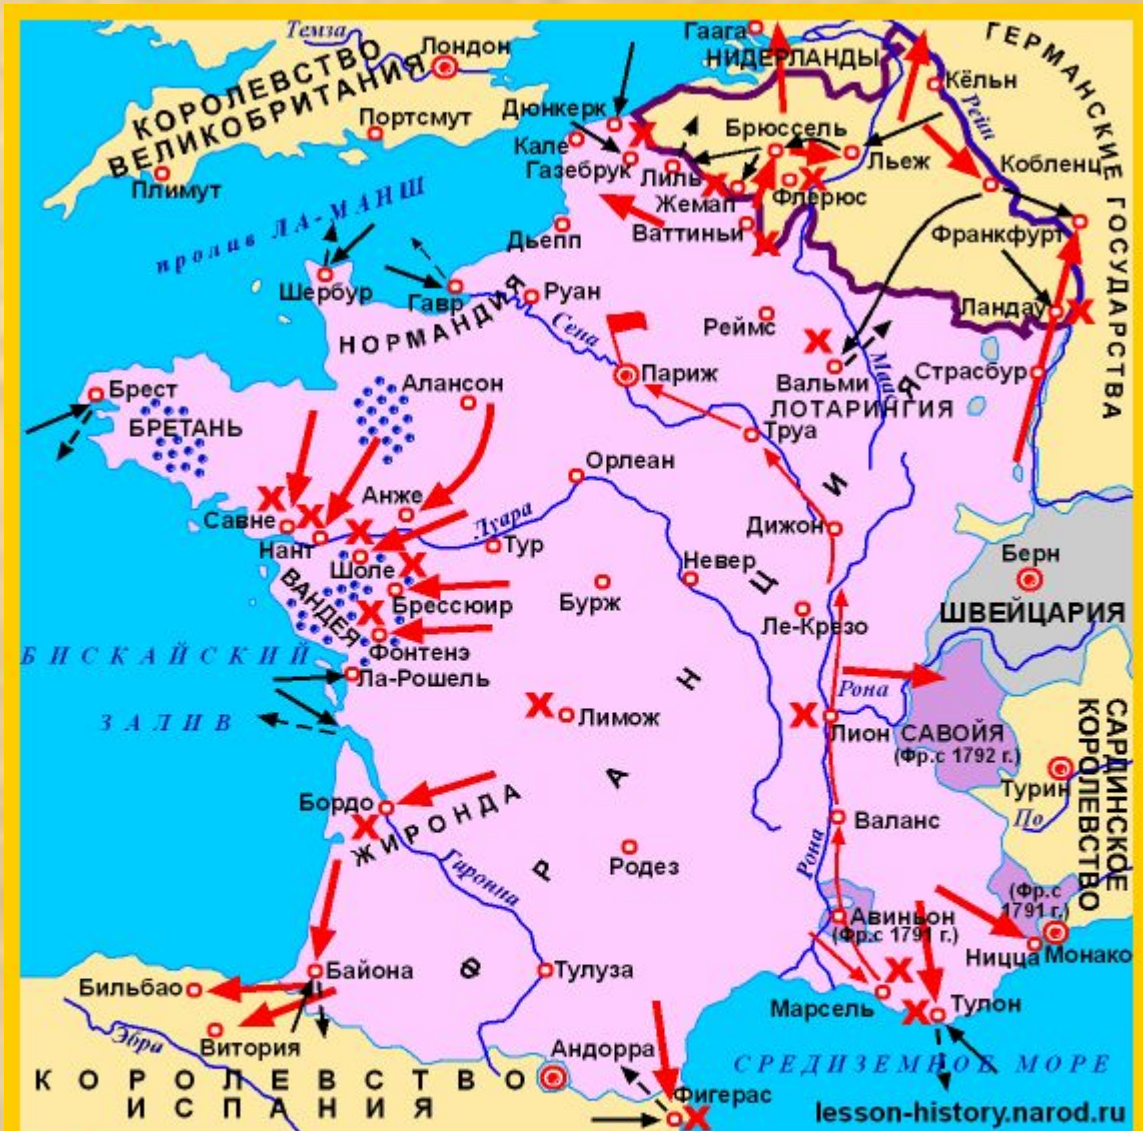 Темза
Лондон
КОРОЛЕВСТВО
ВЕЛИКОБРИТАНИЯ
Портсмут
Плимут
Гаага
НИДЕРЛАНДЫ
ГЕРМАНСКИЕ ГОСУДАРСТВА
Кёльн
Рейн
Дюнкерк
Кале
Газебрук
Брюссель
Льеж
Кобленц
Лиль
Жемап
Флерюс
Ваттиньи
Франкфурт
Ландау
пролив ЛА-МАНШ
Дьепп
Шербур
Гавр
Руан
НОРМАНДИЯ
Сена
Реймс
Париж
Вальми
Маас
Страсбур
ЛОТАРИНГИЯ
Брест
БРЕТАНЬ
Алансон
Труа
Орлеан
Анже
Луара
Савне
Нант
Тур
Дижон
Шоле
Невер
Берн
ШВЕЙЦАРИЯ
ВАНДЕЯ
Брессюир
Бурж
Ле-Крезо
Фонтенэ
БИСКАЙСКИЙ
ЗАЛИВ
Ла-Рошель
Рона
Лимож
Лион
САВОЙЯ
(Фр.с 1792 г.)
САРДИНСКОЕ
КОРОЛЕВСТВО
Турин
По
Бордо
ЖИРОНДА
Гаронна
Валанс
Рона
Родез
ФРАНЦИЯ
Авиньон
(Фр.с 1791 г.)
(Фр.с
1791 г.)
Ницца
Монако
Байона
Тулуза
Бильбао
Марсель
Тулон
Витория
Эбра
Андорра
СРЕДИЗЕМНОЕ МОРЕ
КОРОЛЕВСТВО
ИСПАНИЯ
Фигерас
lesson-history.narod.ru